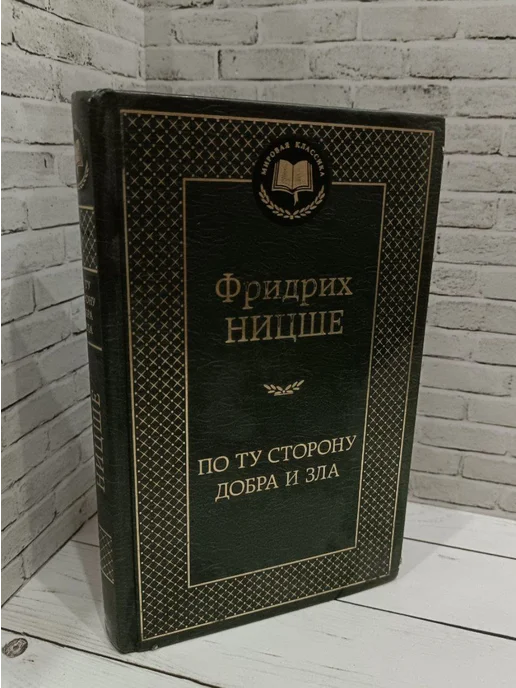 МИРОВАЯ КЛАССИКА
Фридрих
НИЦШЕ
ПО ТУ СТОРОНУ
ДОБРА И ЗЛА
НИЦШЕ